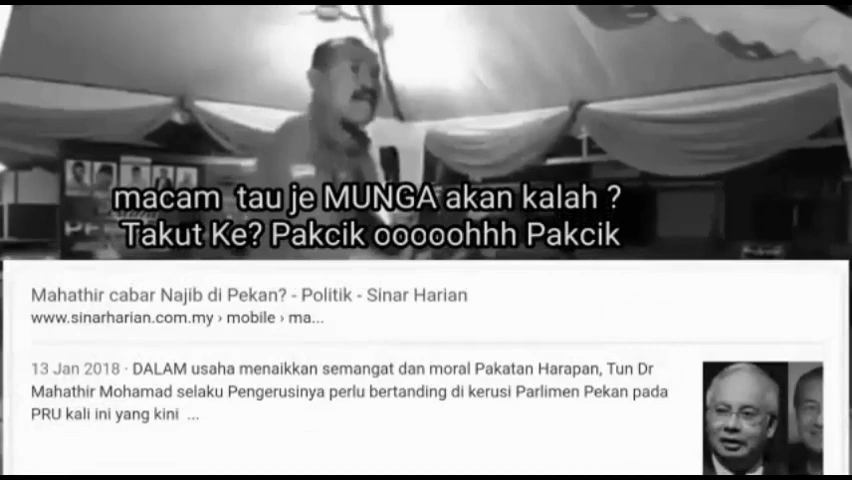 macam tau je MUNGA akan kalah ?
Takut Ke? Pakcik ooooohhh Pakcik
Mahathir cabar Najib di Pekan? - Politik - Sinar Harian
www.sinarharian.com.my › mobile › ma...
13 Jan 2018 · DALAM usaha menaikkan semangat dan moral Pakatan Harapan, Tun Dr
Mahathir Mohamad selaku Pengerusinya perlu bertanding di kerusi Parlimen Pekan pada
PRU kali ini yang kini ...